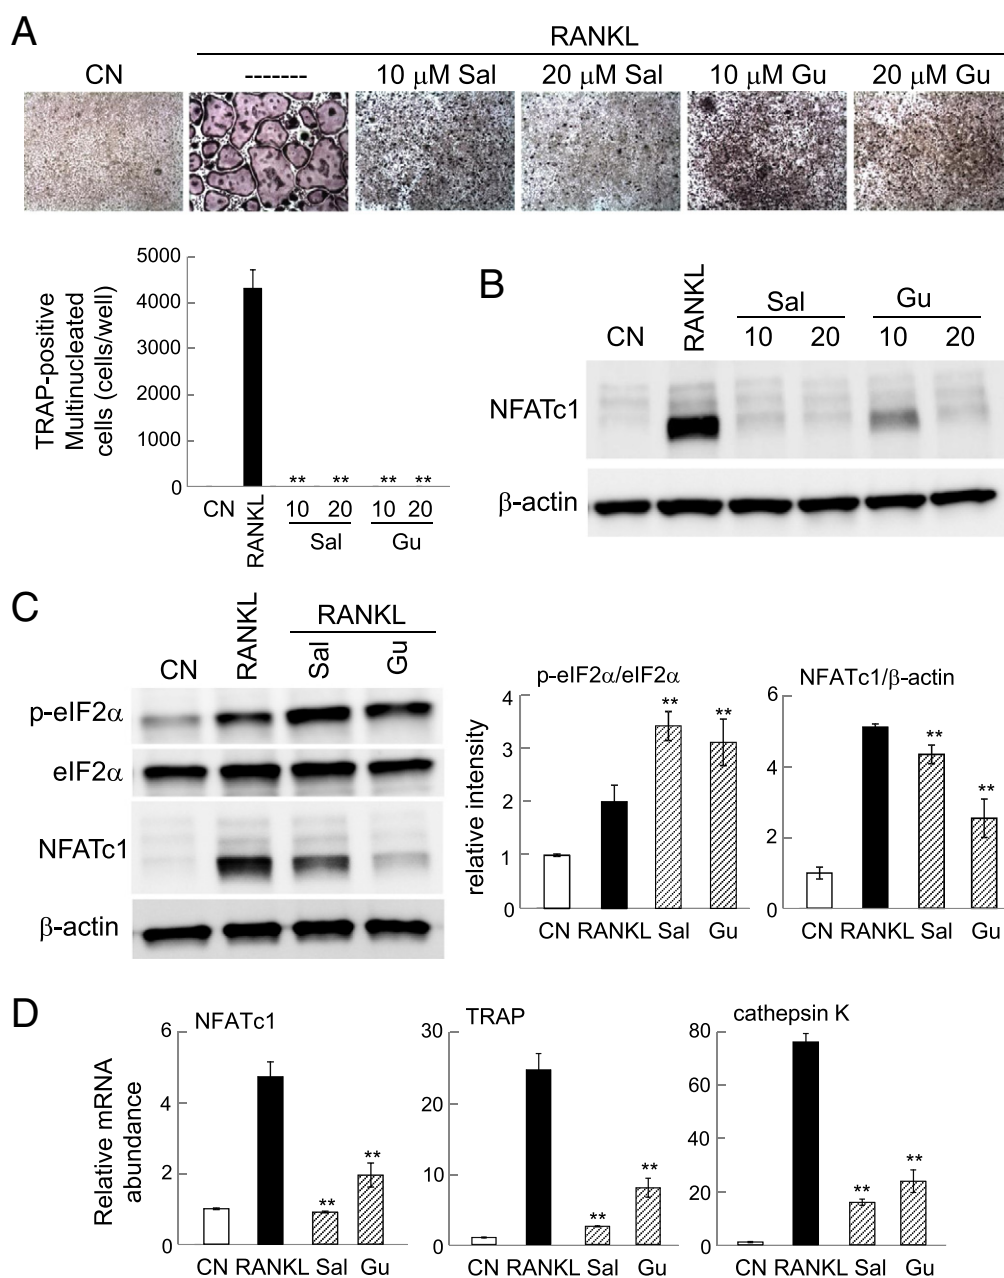 A
RANKL
CN ------- 10 μM Sal 20 μM Sal 10 μM Gu 20 μM Gu
TRAP-positive
Multinucleated
cells (cells/well)
5000
4000
3000
2000
1000
0
** ** ** **
CN RANKL 10 20 10 20
Sal Gu
B
CN RANKL Sal Gu
10 20 10 20
NFATc1
β-actin
C
RANKL
CN RANKL Sal Gu
p-eIF2α
eIF2α
NFATc1
β-actin
p-eIF2α/eIF2α
relative intensity
4
3
2
1
0
** **
CN RANKL Sal Gu
NFATc1/β-actin
6
4
2
0
** **
CN RANKL Sal Gu
D
Relative mRNA
abundance
NFATc1
6
4
2
0
** **
CN RANKL Sal Gu
TRAP
30
20
10
0
** **
CN RANKL Sal Gu
cathepsin K
80
60
40
20
0
** **
CN RANKL Sal Gu